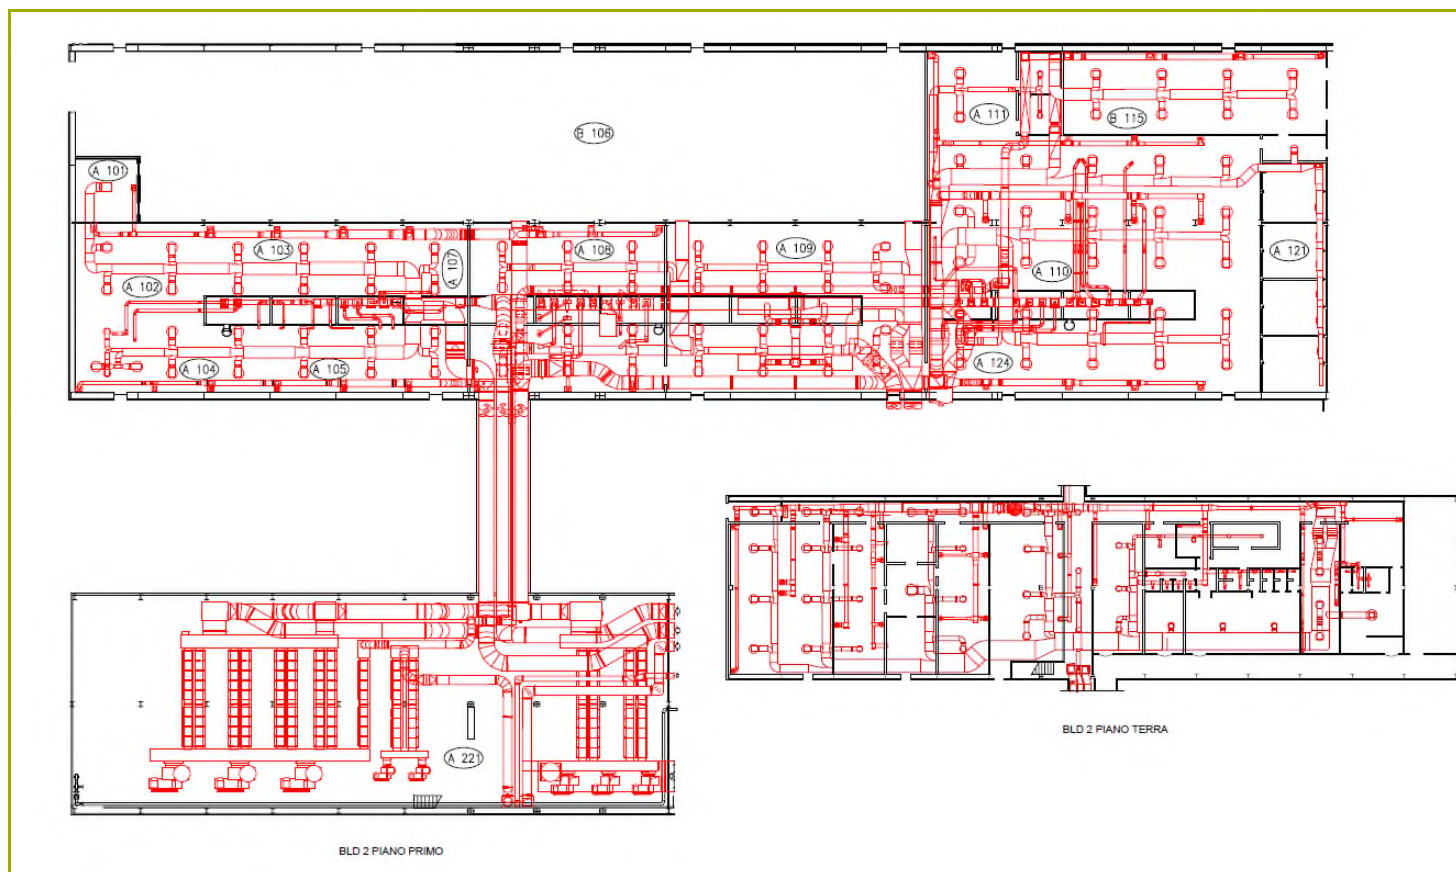 A 111
B 115
B 106
A 101
A 103
A 107
A 108
A 109
A 110
A 121
A 102
A 104
A 105
A 124
A 221
BLD 2 PIANO TERRA
BLD 2 PIANO PRIMO